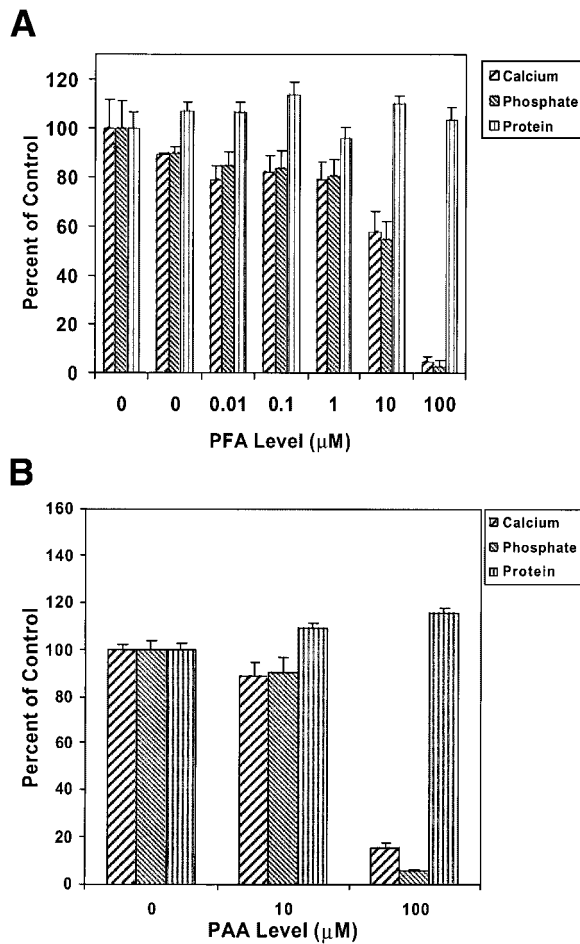 A
Percent of Control
120
100
80
60
40
20
0
0 0 0.01 0.1 1 10 100
PFA Level (µM)
Calcium
Phosphate
Protein
B
Percent of Control
160
140
120
100
80
60
40
20
0
0 10 100
PAA Level (µM)
Calcium
Phosphate
Protein